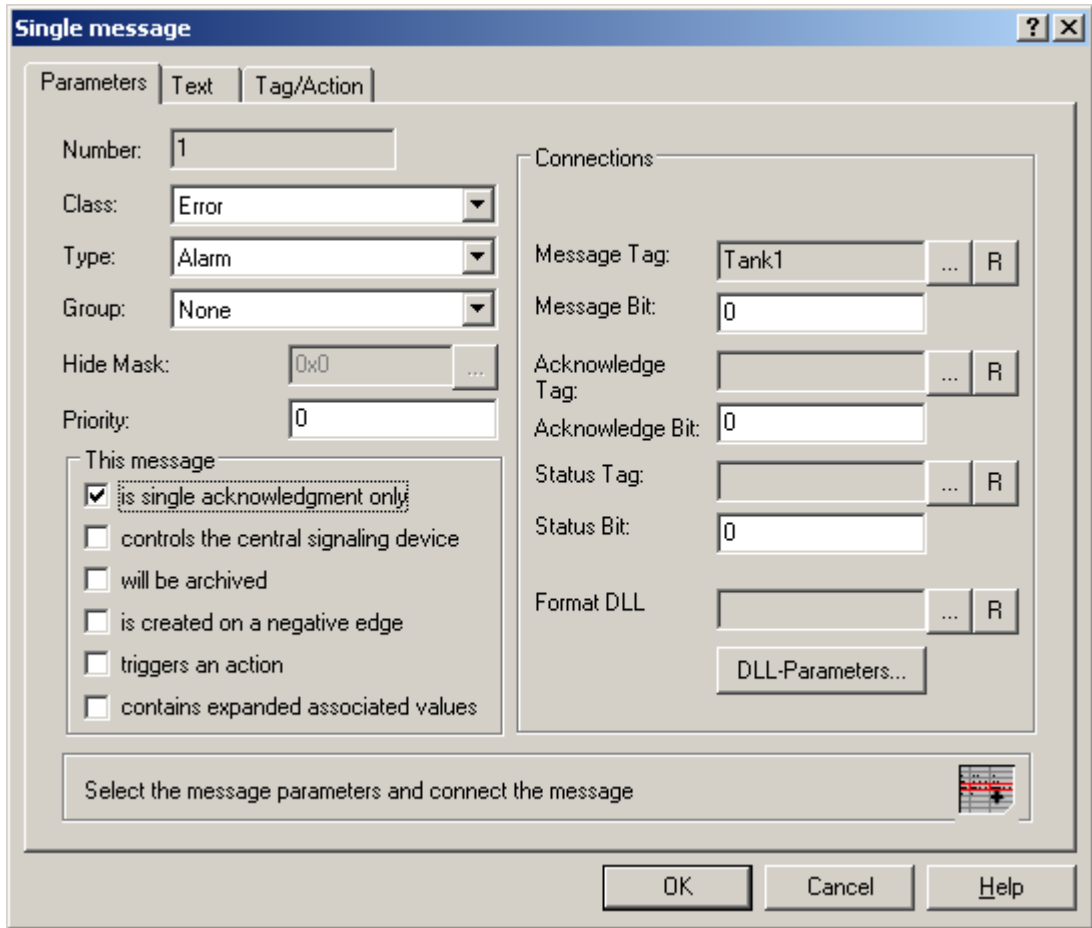 Single message
Parameters
Text
Tag/Action
Number:
1
Class:
Error
Type:
Alarm
Group:
None
Hide Mask:
0x0
...
Priority:
0
This message
is single acknowledgment only
controls the central signaling device
will be archived
is created on a negative edge
triggers an action
contains expanded associated values
Connections
Message Tag:
Tank1
...
R
Message Bit:
0
Acknowledge
Tag:
...
R
Acknowledge Bit:
0
Status Tag:
...
R
Status Bit:
0
Format DLL
...
R
DLL-Parameters...
Select the message parameters and connect the message
OK
Cancel
Help